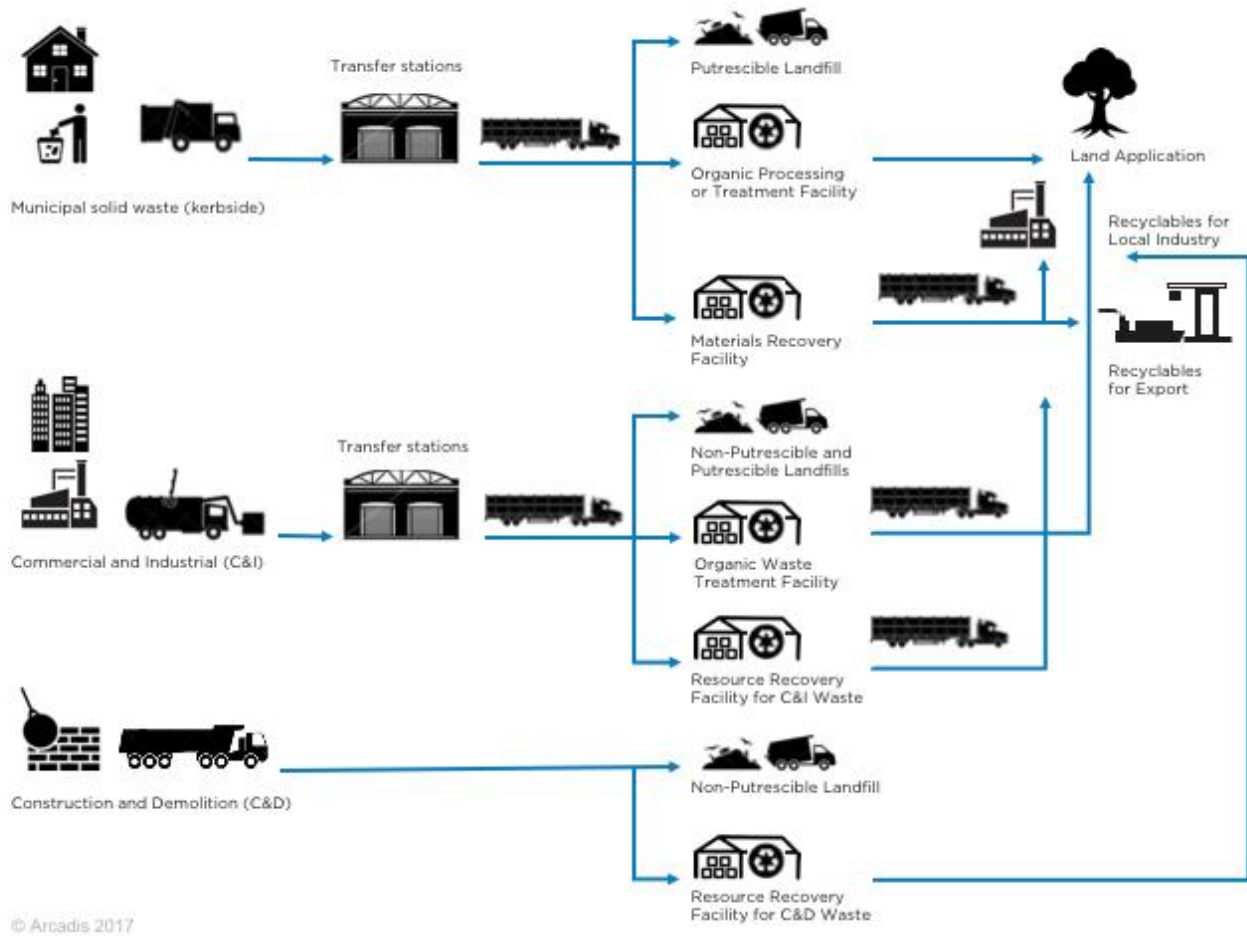 Transfer stations
Putrescible Landfill
Organic Processing
or Treatment Facility
Land Application
Municipal solid waste (kerbside)
Recyclables for
Local Industry
Materials Recovery
Facility
Recyclables
for Export
Transfer stations
Non-Putrescible and
Putrescible Landfills
Commercial and Industrial (C&I)
Organic Waste
Treatment Facility
Resource Recovery
Facility for C&I Waste
Non-Putrescible Landfill
Construction and Demolition (C&D)
Resource Recovery
Facility for C&D Waste
© Arcadis 2017